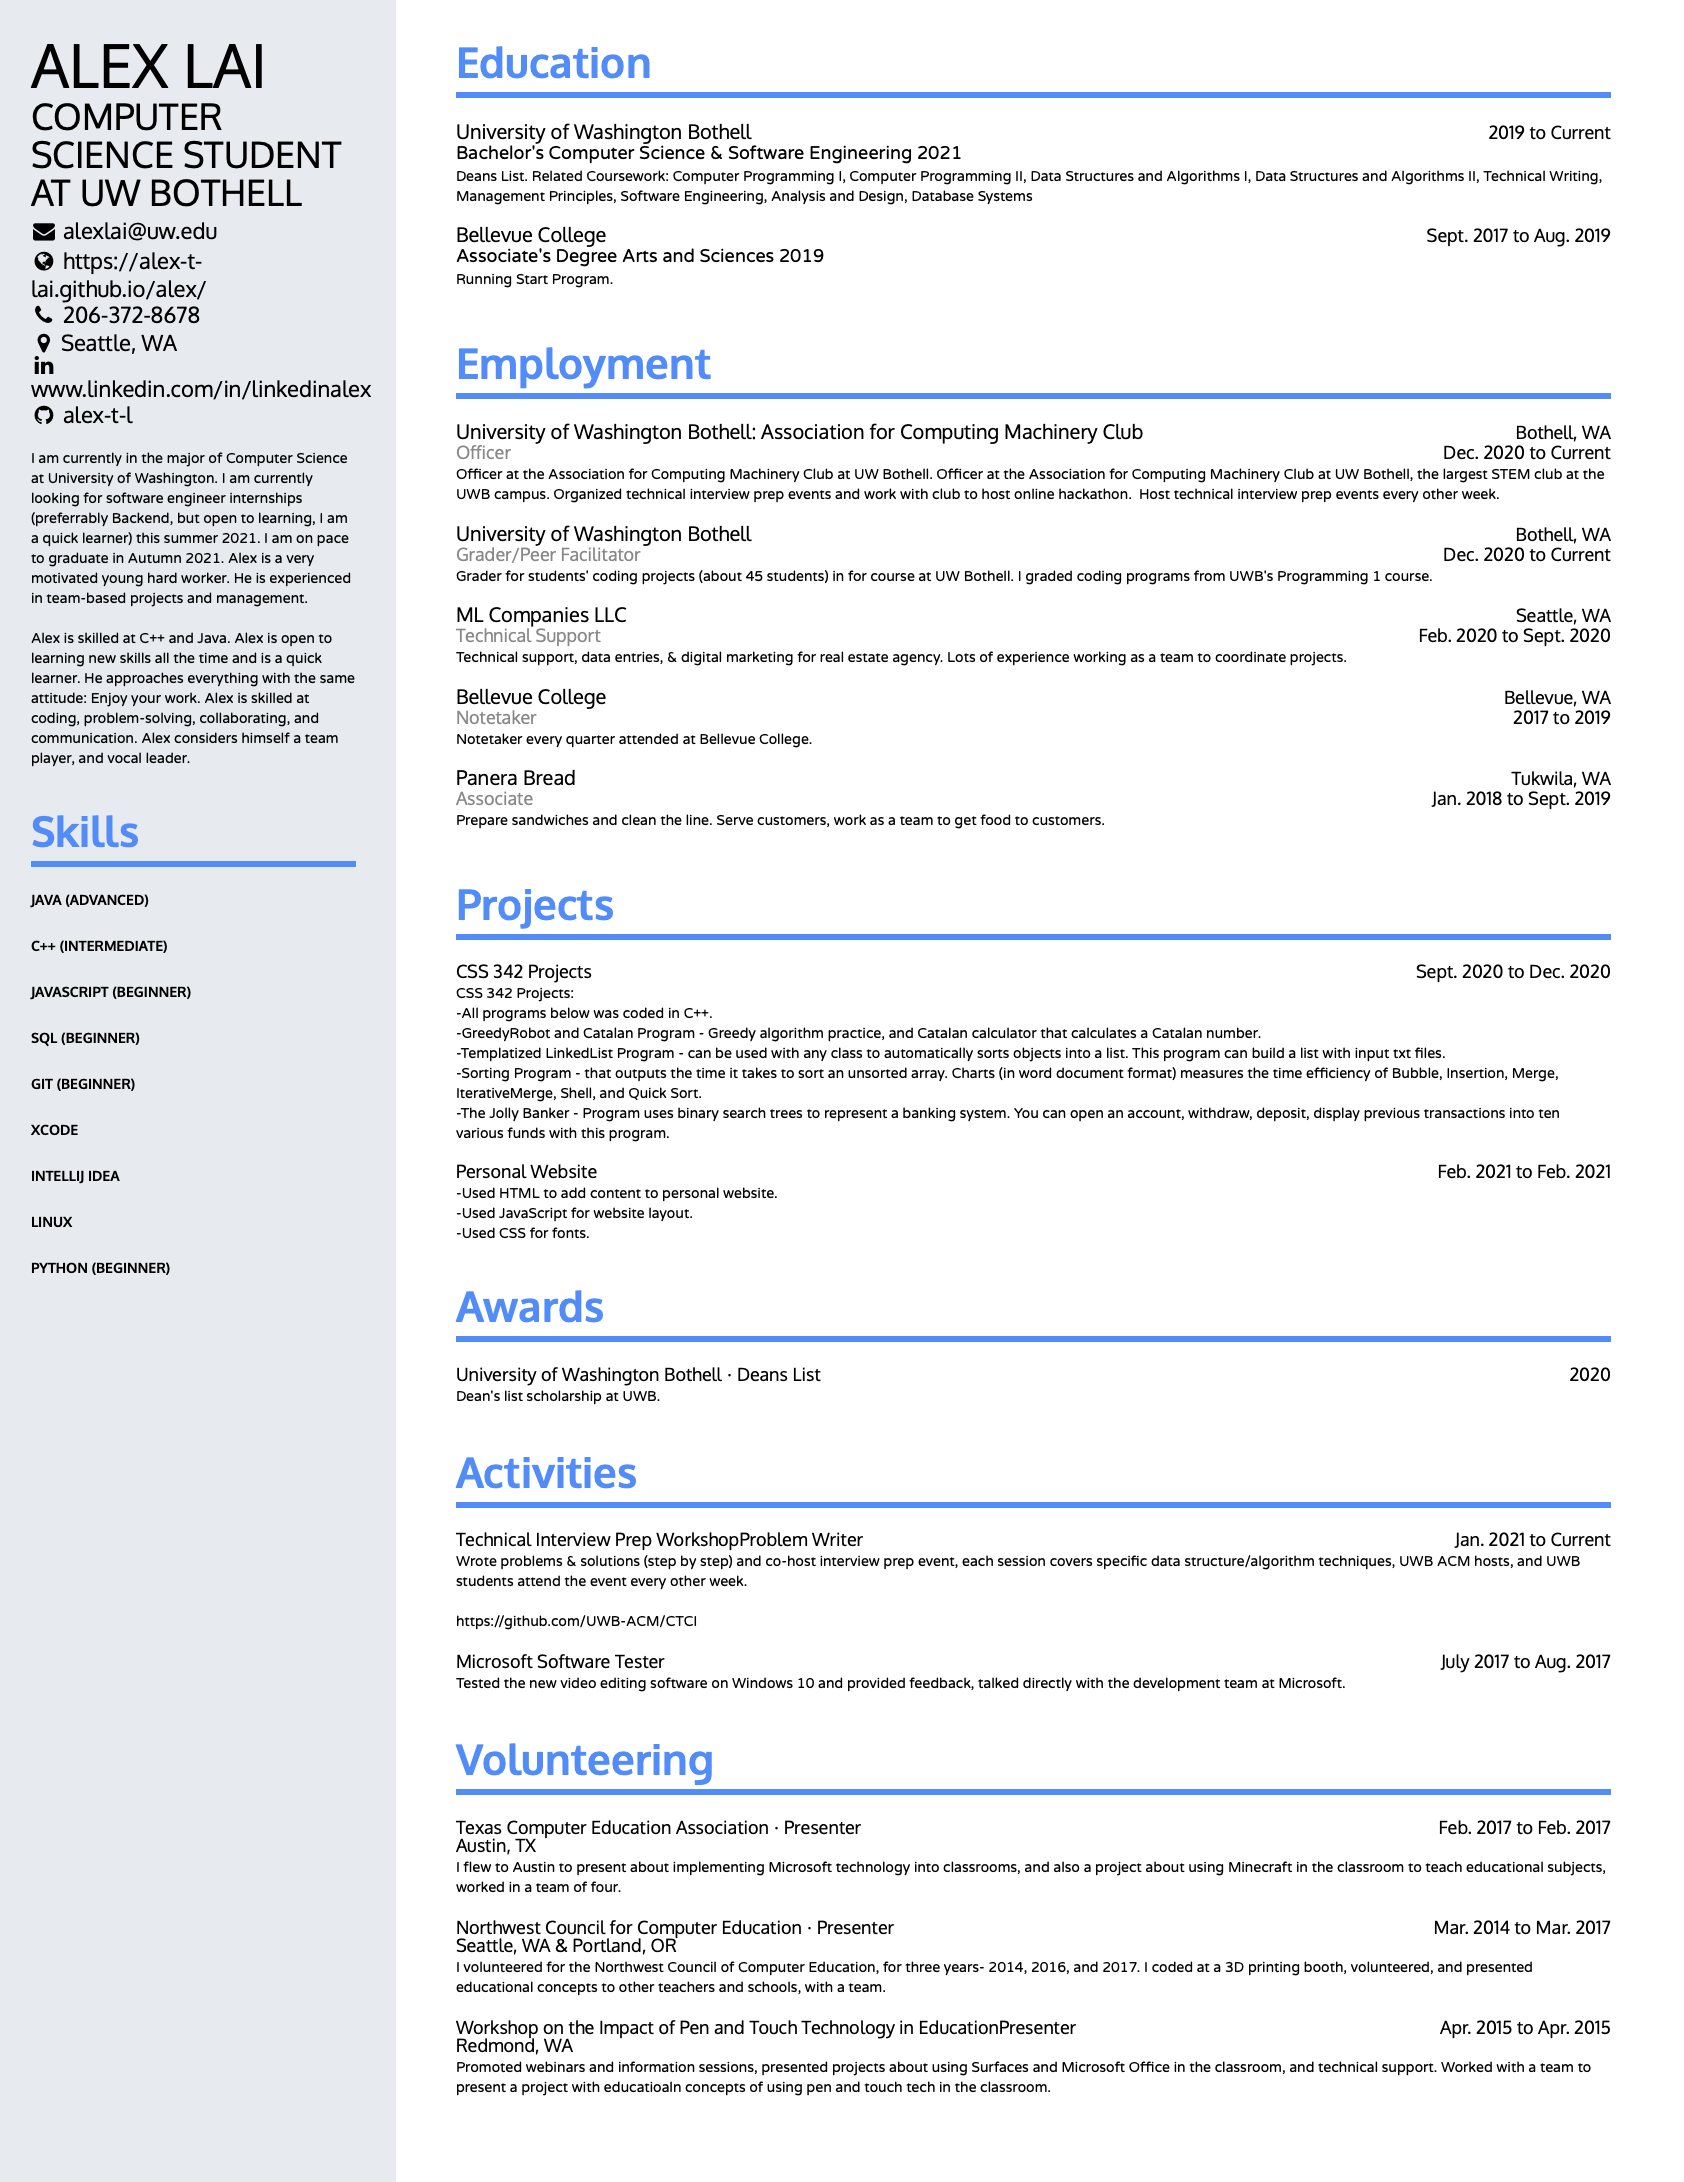 ALEX LAI
COMPUTER
SCIENCE STUDENT
AT UW BOTHELL
alexlai@uw.edu
https://alex-t-
lai.github.io/alex/
206-372-8678
Seattle, WA
www.linkedin.com/in/linkedinalex
alex-t-l
I am currently in the major of Computer Science
at University of Washington. I am currently
looking for software engineer internships
(preferrably Backend, but open to learning, I am
a quick learner) this summer 2021. I am on pace
to graduate in Autumn 2021. Alex is a very
motivated young hard worker. He is experienced
in team-based projects and management.
Alex is skilled at C++ and Java. Alex is open to
learning new skills all the time and is a quick
learner. He approaches everything with the same
attitude: Enjoy your work. Alex is skilled at
coding, problem-solving, collaborating, and
communication. Alex considers himself a team
player, and vocal leader.
Skills
JAVA (ADVANCED)
C++ (INTERMEDIATE)
JAVASCRIPT (BEGINNER)
SQL (BEGINNER)
GIT (BEGINNER)
XCODE
INTELLIJ IDEA
LINUX
PYTHON (BEGINNER)
Education
University of Washington Bothell 2019 to Current
Bachelor's Computer Science & Software Engineering 2021
Deans List. Related Coursework: Computer Programming I, Computer Programming II, Data Structures and Algorithms I, Data Structures and Algorithms II, Technical Writing,
Management Principles, Software Engineering, Analysis and Design, Database Systems
Bellevue College Sept. 2017 to Aug. 2019
Associate's Degree Arts and Sciences 2019
Running Start Program.
Employment
University of Washington Bothell: Association for Computing Machinery Club Bothell, WA
Officer Dec. 2020 to Current
Officer at the Association for Computing Machinery Club at UW Bothell. Officer at the Association for Computing Machinery Club at UW Bothell, the largest STEM club at the
UWB campus. Organized technical interview prep events and work with club to host online hackathon.  Host technical interview prep events every other week.
University of Washington Bothell Bothell, WA
Grader/Peer Facilitator Dec. 2020 to Current
Grader for students' coding projects (about 45 students) in for course at UW Bothell. I graded coding programs from UWB's Programming 1 course.
ML Companies LLC Seattle, WA
Technical Support Feb. 2020 to Sept. 2020
Technical support, data entries, & digital marketing for real estate agency. Lots of experience working as a team to coordinate projects.
Bellevue College Bellevue, WA
Notetaker 2017 to 2019
Notetaker every quarter attended at Bellevue College.
Panera Bread Tukwila, WA
Associate Jan. 2018 to Sept. 2019
Prepare sandwiches and clean the line. Serve customers, work as a team to get food to customers.
Projects
CSS 342 Projects Sept. 2020 to Dec. 2020
CSS 342 Projects:
-All programs below was coded in C++.
-GreedyRobot and Catalan Program - Greedy algorithm practice, and Catalan calculator that calculates a Catalan number.
-Templatized LinkedList Program - can be used with any class to automatically sorts objects into a list. This program can build a list with input txt files.
-Sorting Program - that outputs the time it takes to sort an unsorted array. Charts (in word document format) measures the time efficiency of Bubble, Insertion, Merge,
IterativeMerge, Shell, and Quick Sort.
-The Jolly Banker - Program uses binary search trees to represent a banking system. You can open an account, withdraw, deposit, display previous transactions into ten
various funds with this program.
Personal Website Feb. 2021 to Feb. 2021
-Used HTML to add content to personal website.
-Used JavaScript for website layout.
-Used CSS for fonts.
Awards
University of Washington Bothell · Deans List 2020
Dean's list scholarship at UWB.
Activities
Technical Interview Prep WorkshopProblem Writer Jan. 2021 to Current
Wrote problems & solutions (step by step) and co-host interview prep event, each session covers specific data structure/algorithm techniques, UWB ACM hosts, and UWB
students attend the event every other week.
https://github.com/UWB-ACM/CTCI
Microsoft Software Tester July 2017 to Aug. 2017
Tested the new video editing software on Windows 10 and provided feedback, talked directly with the development team at Microsoft.
Volunteering
Texas Computer Education Association · Presenter Feb. 2017 to Feb. 2017
Austin, TX
I flew to Austin to present about implementing Microsoft technology into classrooms, and also a project about using Minecraft in the classroom to teach educational subjects,
worked in a team of four.
Northwest Council for Computer Education · Presenter Mar. 2014 to Mar. 2017
Seattle, WA & Portland, OR
I volunteered for the Northwest Council of Computer Education, for three years- 2014, 2016, and 2017. I coded at a 3D printing booth, volunteered, and presented
educational concepts to other teachers and schools, with a team.
Workshop on the Impact of Pen and Touch Technology in EducationPresenter Apr. 2015 to Apr. 2015
Redmond, WA
Promoted webinars and information sessions, presented projects about using Surfaces and Microsoft Office in the classroom, and technical support. Worked with a team to
present a project with educatioaln concepts of using pen and touch tech in the classroom.